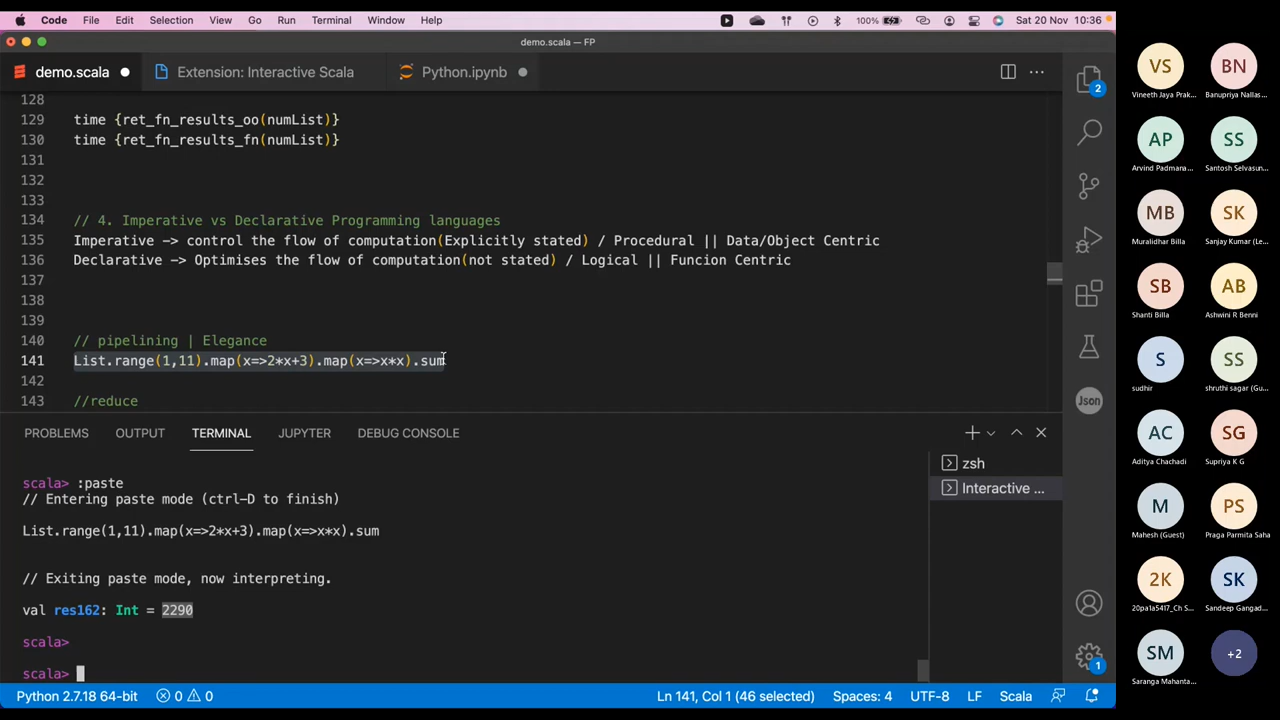 Code File Edit Selection View Go Run Terminal Window Help 100% Sat 20 Nov 10:36
demo.scala — FP
demo.scala Extension: Interactive Scala Python.ipynb
128
129 time {ret_fn_results_oo(numList)}
130 time {ret_fn_results_fn(numList)}
131
132
133
134 // 4. Imperative vs Declarative Programming languages
135 Imperative -> control the flow of computation(Explicitly stated) / Procedural || Data/Object Centric
136 Declarative -> Optimises the flow of computation(not stated) / Logical || Funcion Centric
137
138
139
140 // pipelining | Elegance
141 List.range(1,11).map(x=>2*x+3).map(x=>x*x).sum
142
143 //reduce
PROBLEMS OUTPUT TERMINAL JUPYTER DEBUG CONSOLE
scala> :paste
// Entering paste mode (ctrl-D to finish)
List.range(1,11).map(x=>2*x+3).map(x=>x*x).sum
// Exiting paste mode, now interpreting.
val res162: Int = 2290
scala>
scala>
zsh
Interactive ...
2
Json
1
Python 2.7.18 64-bit 0 0 Ln 141, Col 1 (46 selected) Spaces: 4 UTF-8 LF Scala
VS BN
Vineeth Jaya Prak... Banupriya Nallas...
AP SS
Arvind Padmana... Santosh Selvasun...
MB SK
Muralidhar Billa Sanjay Kumar (Le...
SB AB
Shanti Billa Ashwini R Benni
S SS
sudhir shruthi sagar (Gu...
AC SG
Aditya Chachadi Supriya K G
M PS
Mahesh (Guest) Praga Parmita Saha
2K SK
20pa1a5417_Ch S... Sandeep Gangad...
SM +2
Saranga Mahanta...